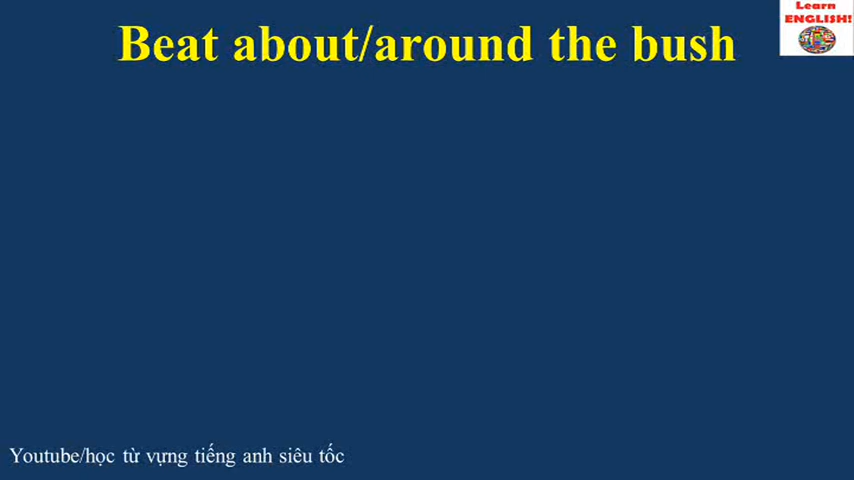 Beat about/around the bush
Learn
ENGLISH!
Youtube/học từ vựng tiếng anh siêu tốc